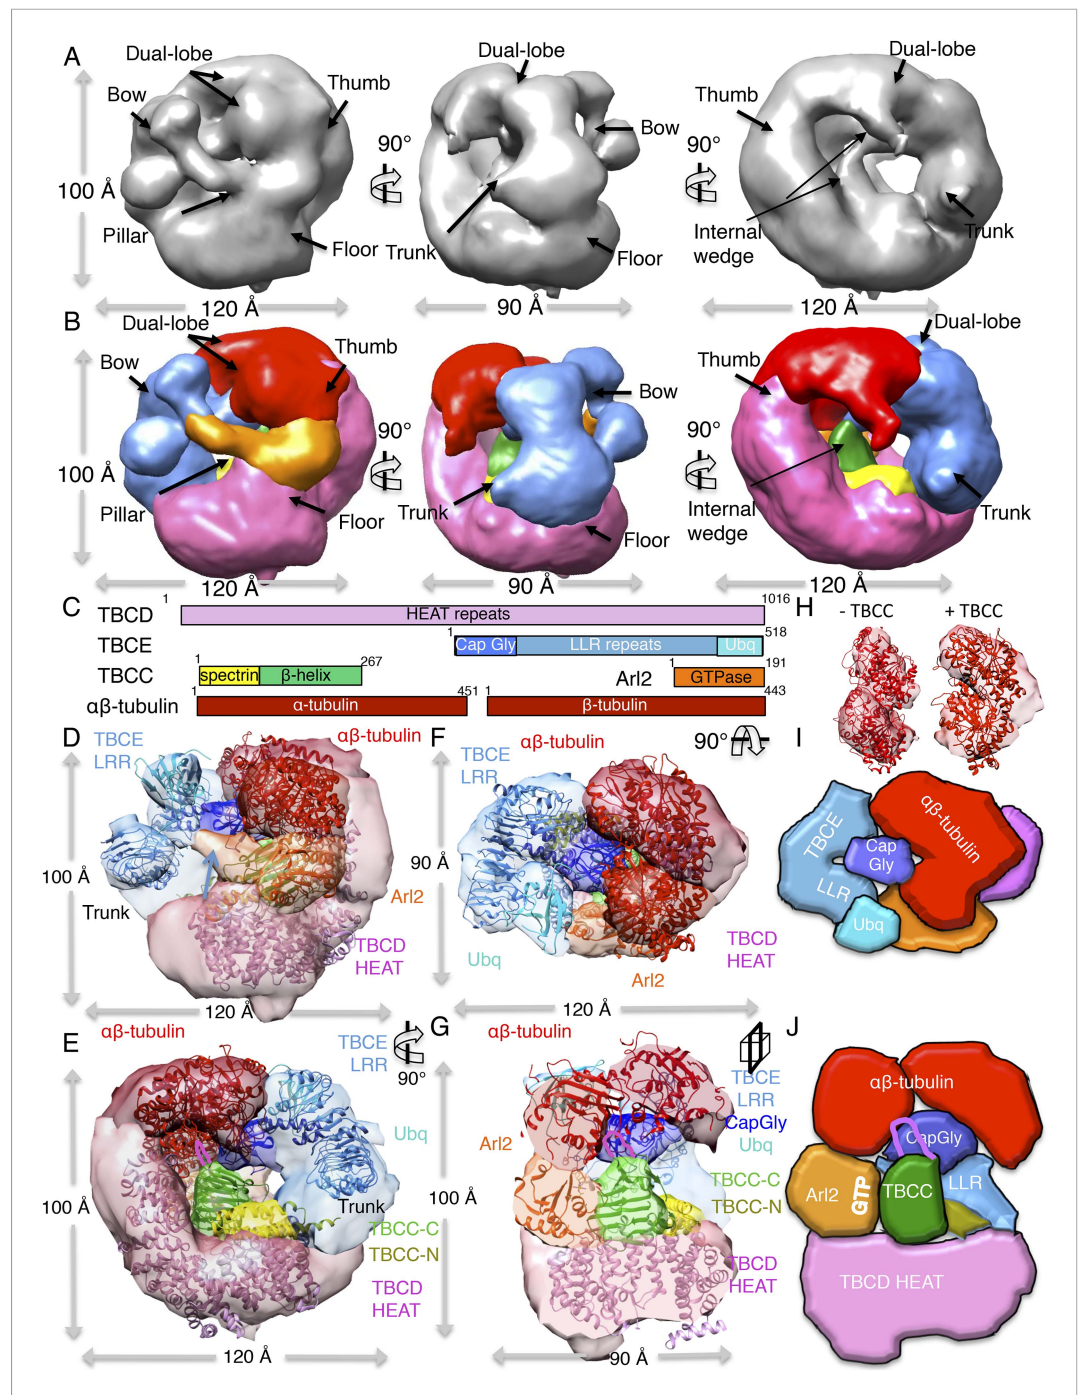 A
Dual-lobe
Bow
Thumb
Pillar
Floor
100 Å
120 Å
90°
Dual-lobe
Bow
Trunk
Floor
90 Å
90°
Dual-lobe
Thumb
Internal
wedge
Trunk
120 Å
B
Dual-lobe
Bow
Thumb
Pillar
Floor
100 Å
120 Å
90°
Bow
Trunk
Floor
90 Å
90°
Dual-lobe
Thumb
Internal
wedge
Trunk
120 Å
C
TBCD
1
HEAT repeats
1016
TBCE
1
Cap Gly
LLR repeats
Ubq
518
TBCC
1
spectrin
β-helix
267
Arl2
1
GTPase
191
αβ-tubulin
1
α-tubulin
451
1
β-tubulin
443
H
- TBCC
+ TBCC
D
TBCE
LRR
αβ-tubulin
100 Å
Trunk
Arl2
TBCD
HEAT
120 Å
F
TBCE
LRR
αβ-tubulin
90 Å
Ubq
Arl2
TBCD
HEAT
120 Å
90°
I
TBCE
LLR
Cap
Gly
Ubq
αβ-tubulin
E
αβ-tubulin
TBCE
LRR
90°
Ubq
100 Å
Trunk
TBCC-C
TBCC-N
TBCD
HEAT
120 Å
G
αβ-tubulin
TBCE
LRR
CapGly
Ubq
Arl2
TBCC-C
TBCC-N
100 Å
TBCD
HEAT
90 Å
J
αβ-tubulin
CapGly
Arl2
GTP
TBCC
LLR
TBCD HEAT